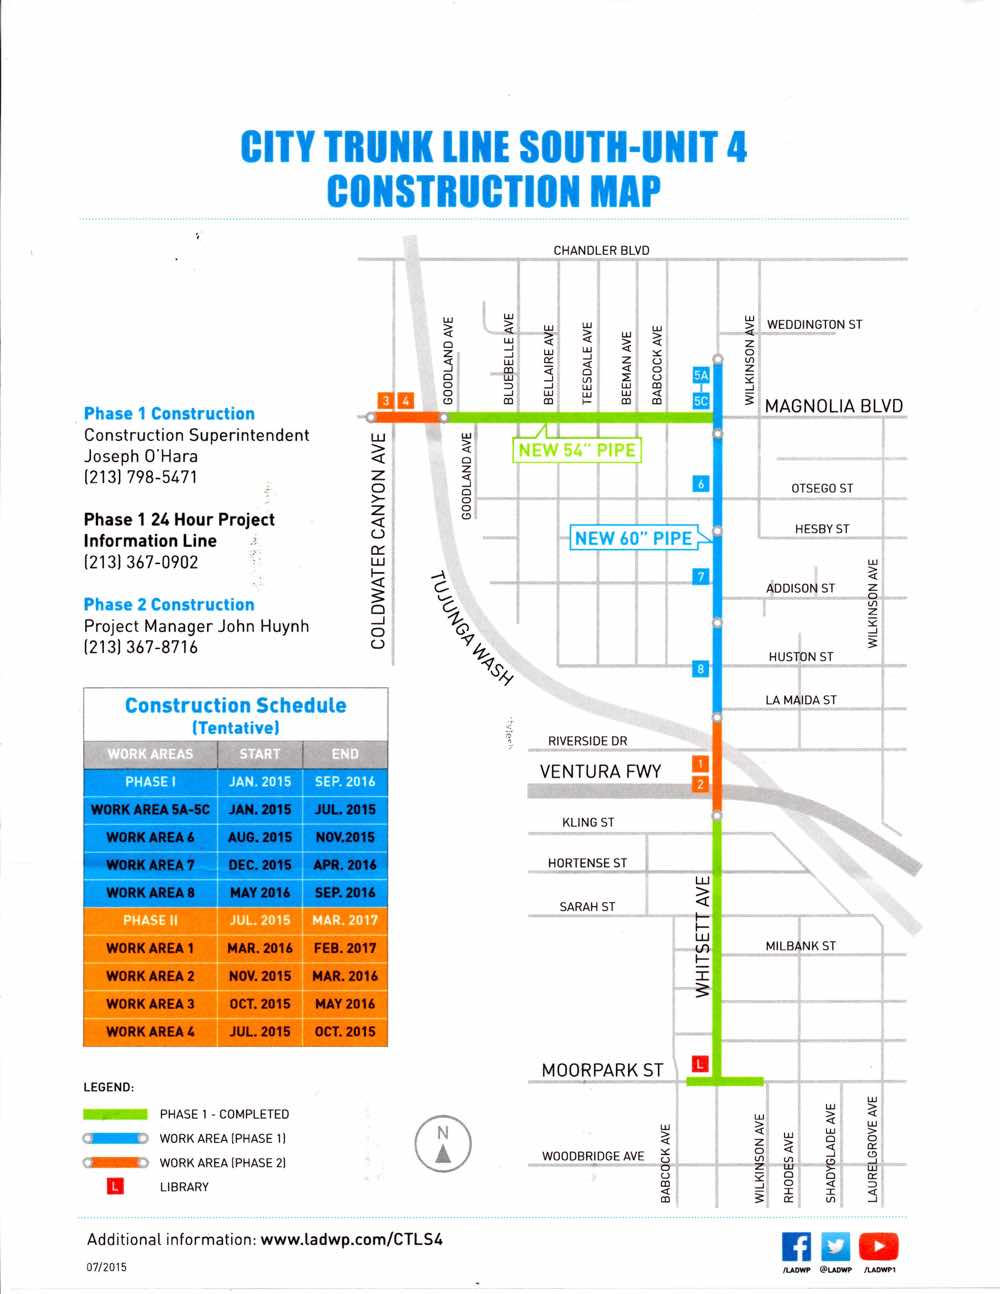 CITY TRUNK LINE SOUTH-UNIT 4
CONSTRUCTION MAP
CHANDLER BLVD
WEDDINGTON ST
GOODLAND AVE
BLUEBELLE AVE
BELLAIRE AVE
TEESDALE AVE
BEEMAN AVE
BABCOCK AVE
WILKINSON AVE
5A
5C
3 4
MAGNOLIA BLVD
NEW 54" PIPE
COLDWATER CANYON AVE
GOODLAND AVE
6
OTSEGO ST
HESBY ST
NEW 60" PIPE
7
ADDISON ST
WILKINSON AVE
TUJUNGA WASH
8
HUSTON ST
LA MAIDA ST
RIVERSIDE DR
VENTURA FWY
1
2
KLING ST
HORTENSE ST
SARAH ST
WHITSETT AVE
MILBANK ST
MOORPARK ST
L
WOODBRIDGE AVE
BABCOCK AVE
WILKINSON AVE
RHODES AVE
SHADYGLADE AVE
LAURELGROVE AVE
N
Phase 1 Construction
Construction Superintendent
Joseph O'Hara
(213) 798-5471
Phase 1 24 Hour Project
Information Line
(213) 367-0902
Phase 2 Construction
Project Manager John Huynh
(213) 367-8716
Construction Schedule
(Tentative)
WORK AREAS START END
PHASE I JAN. 2015 SEP. 2016
WORK AREA 5A-5C JAN. 2015 JUL. 2015
WORK AREA 6 AUG. 2015 NOV.2015
WORK AREA 7 DEC. 2015 APR. 2016
WORK AREA 8 MAY 2016 SEP. 2016
PHASE II JUL. 2015 MAR. 2017
WORK AREA 1 MAR. 2016 FEB. 2017
WORK AREA 2 NOV. 2015 MAR. 2016
WORK AREA 3 OCT. 2015 MAY 2016
WORK AREA 4 JUL. 2015 OCT. 2015
LEGEND:
PHASE 1 - COMPLETED
WORK AREA (PHASE 1)
WORK AREA (PHASE 2)
L LIBRARY
Additional information: www.ladwp.com/CTLS4
07/2015
/LADWP @LADWP /LADWP1